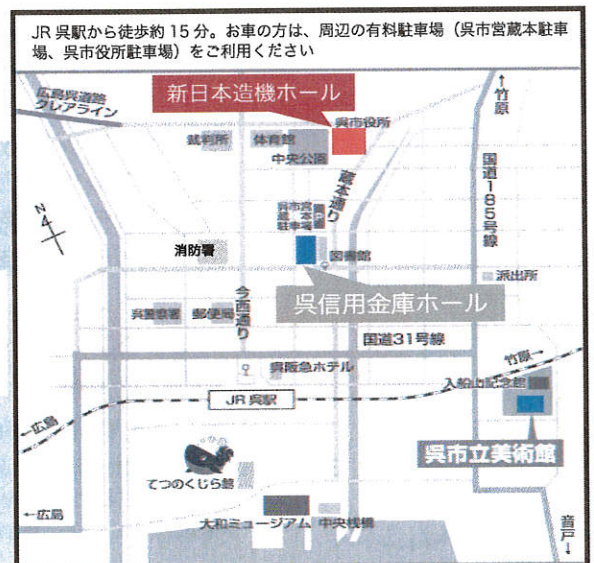 JR 呉駅から徒歩約 15 分。お車の方は、周辺の有料駐車場（呉市営蔵本駐車
場、呉市役所駐車場）をご利用ください
広島呉道路
クレアライン
新日本造機ホール
↑竹原
呉市役所
裁判所
体育館
中央公園
国道185号線
蔵本通り
呉市営
蔵本
駐車場
P
N
4
消防署
図書館
派出所
呉信用金庫ホール
今西通り
呉警察署
郵便局
国道31号線
竹原→
呉阪急ホテル
入船山記念館
JR 呉駅
←広島
呉市立美術館
てつのくじら館
←広島
大和ミュージアム
中央桟橋
音戸↓